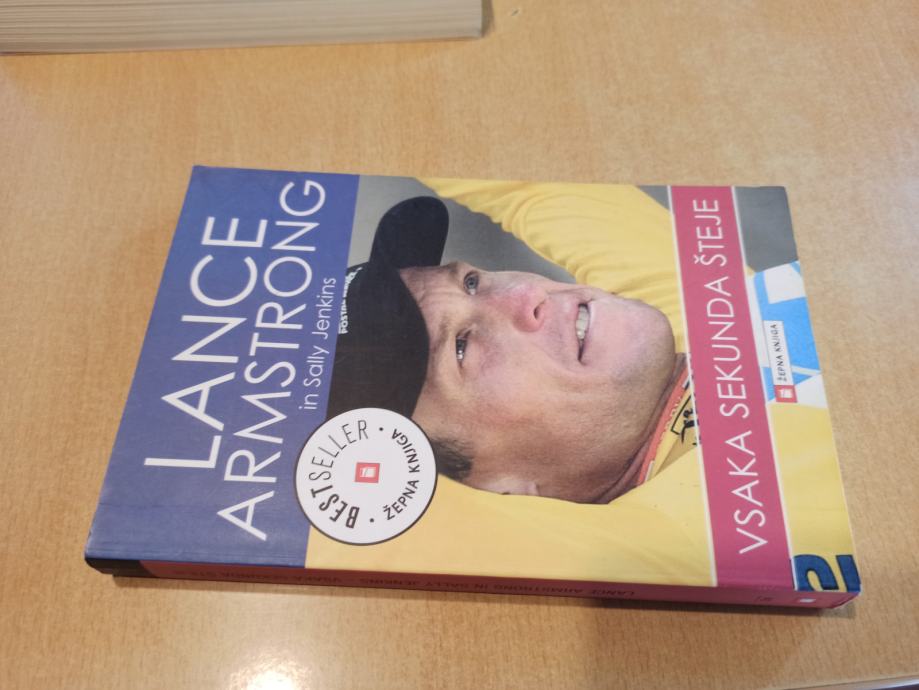 LANCE
ARMSTRONG
in Sally Jenkins
BESTSELLER
ŽEPNA KNJIGA
VSAKA SEKUNDA ŠTEJE
ŽEPNA KNJIGA
LANCE ARMSTRONG IN SALLY JENKINS · VSAKA SEKUNDA ŠTEJE